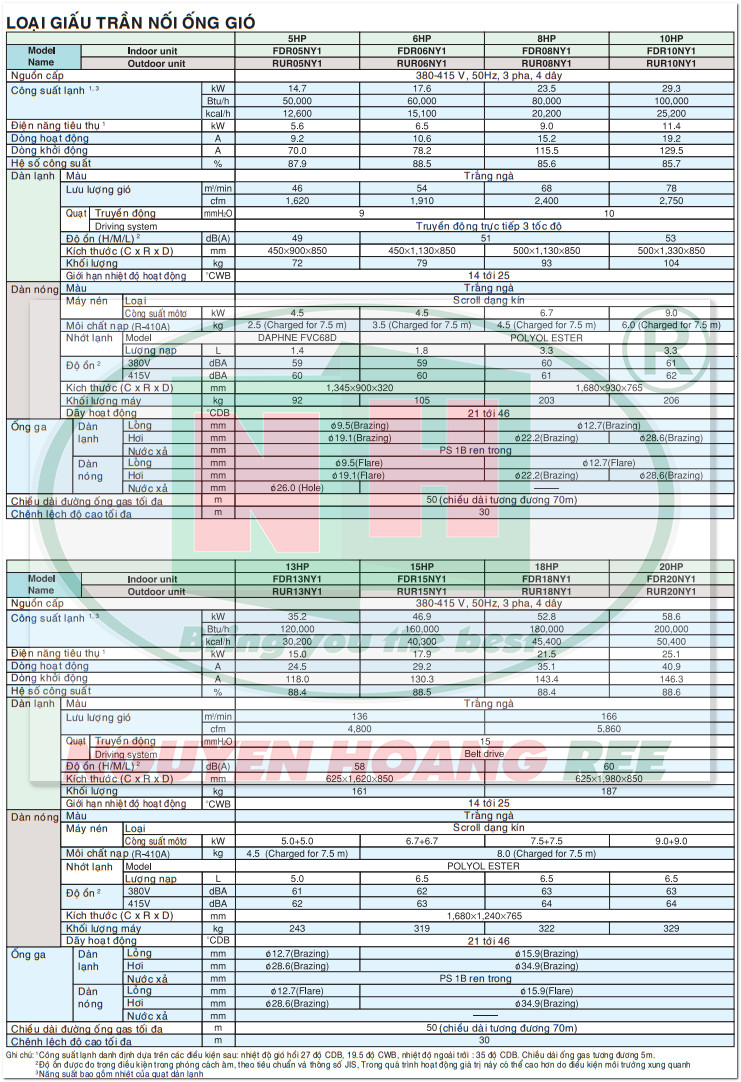 LOẠI GIẤU TRẦN NỐI ỐNG GIÓ
5HP 6HP 8HP 10HP
Model Name Indoor unit FDR05NY1 FDR06NY1 FDR08NY1 FDR10NY1
Outdoor unit RUR05NY1 RUR06NY1 RUR08NY1 RUR10NY1
Nguồn cấp 380-415 V, 50Hz, 3 pha, 4 dây
Công suất lạnh 1, 3 kW 14.7 17.6 23.5 29.3
Btu/h 50,000 60,000 80,000 100,000
kcal/h 12,600 15,100 20,200 25,200
Điện năng tiêu thụ 1 kW 5.6 6.5 9.0 11.4
Dòng hoạt động A 9.2 10.6 15.2 19.2
Dòng khởi động A 70.0 78.2 115.5 129.5
Hệ số công suất % 87.9 88.5 85.6 85.7
Dàn lạnh Màu Trắng ngà
Lưu lượng gió m³/min 46 54 68 78
cfm 1,620 1,910 2,400 2,750
Quạt Truyền động mmH2O 9 10
Driving system Truyền động trực tiếp 3 tốc độ
Độ ồn (H/M/L) 2 dB(A) 49 51 53
Kích thước (C x R x D) mm 450×900×850 450×1,130×850 500×1,130×850 500×1,330×850
Khối lượng kg 72 79 93 104
Giới hạn nhiệt độ hoạt động °CWB 14 tới 25
Dàn nóng Màu Trắng ngà
Máy nén Loại Scroll dạng kín
Công suất môtơ kW 4.5 4.5 6.7 9.0
Môi chất nạp (R-410A) kg 2.5 (Charged for 7.5 m) 3.5 (Charged for 7.5 m) 4.5 (Charged for 7.5 m) 6.0 (Charged for 7.5 m)
Nhớt lạnh Model DAPHNE FVC68D POLYOL ESTER
Lượng nạp L 1.4 1.8 3.3 3.3
Độ ồn 2 380V dBA 59 59 60 61
415V dBA 60 60 61 62
Kích thước (C x R x D) mm 1,345×900×320 1,680×930×765
Khối lượng máy kg 92 105 203 206
Dãy hoạt động °CDB 21 tới 46
Ống ga Dàn lạnh Lỏng mm ø9.5(Brazing) ø12.7(Brazing)
Hơi mm ø19.1(Brazing) ø22.2(Brazing) ø28.6(Brazing)
Nước xả mm PS 1B ren trong
Dàn nóng Lỏng mm ø9.5(Flare) ø12.7(Flare)
Hơi mm ø19.1(Flare) ø22.2(Brazing) ø28.6(Brazing)
Nước xả mm ø26.0 (Hole) ——
Chiều dài đường ống gas tối đa m 50 (chiều dài tương đương 70m)
Chênh lệch độ cao tối đa m 30
13HP 15HP 18HP 20HP
Model Name Indoor unit FDR13NY1 FDR15NY1 FDR18NY1 FDR20NY1
Outdoor unit RUR13NY1 RUR15NY1 RUR18NY1 RUR20NY1
Nguồn cấp 380-415 V, 50Hz, 3 pha, 4 dây
Công suất lạnh 1, 3 kW 35.2 46.9 52.8 58.6
Btu/h 120,000 160,000 180,000 200,000
kcal/h 30,200 40,300 45,400 50,400
Bring you the best
Điện năng tiêu thụ 1 kW 15.0 17.9 21.5 25.1
Dòng hoạt động A 24.5 29.2 35.1 40.9
Dòng khởi động A 118.0 130.3 143.4 146.3
Hệ số công suất % 88.4 88.5 88.4 88.6
Dàn lạnh Màu Trắng ngà
Lưu lượng gió m³/min 136 166
cfm 4,800 5,860
Quạt Truyền động mmH2O 15
Driving system Belt drive
NGUYEN HOANG REE
Độ ồn (H/M/L) 2 dB(A) 58 60
Kích thước (C x R x D) mm 625×1,620×850 625×1,980×850
Khối lượng kg 161 187
Giới hạn nhiệt độ hoạt động °CWB 14 tới 25
Dàn nóng Màu Trắng ngà
Máy nén Loại Scroll dạng kín
Công suất môtơ kW 5.0+5.0 6.7+6.7 7.5+7.5 9.0+9.0
Môi chất nạp (R-410A) kg 4.5 (Charged for 7.5 m) 8.0 (Charged for 7.5 m)
Nhớt lạnh Model POLYOL ESTER
Lượng nạp L 5.0 6.5 6.5 6.5
Độ ồn 2 380V dBA 61 62 63 63
415V dBA 62 63 64 64
Kích thước (C x R x D) mm 1,680×1,240×765
Khối lượng máy kg 243 319 322 329
Dãy hoạt động °CDB 21 tới 46
Ống ga Dàn lạnh Lỏng mm ø12.7(Brazing) ø15.9(Brazing)
Hơi mm ø28.6(Brazing) ø34.9(Brazing)
Nước xả mm PS 1B ren trong
Dàn nóng Lỏng mm ø12.7(Flare) ø15.9(Flare)
Hơi mm ø28.6(Brazing) ø34.9(Brazing)
Nước xả mm ——
Chiều dài đường ống gas tối đa m 50 (chiều dài tương đương 70m)
Chênh lệch độ cao tối đa m 30
Ghi chú: 1Công suất lạnh danh định dựa trên các điều kiện sau: nhiệt độ gió hồi 27 độ CDB, 19.5 độ CWB, nhiệt độ ngoài trời : 35 độ CDB. Chiều dài ống gas tương đương 5m.
2Độ ồn được đo trong điều kiện trong phòng cách âm, theo tiêu chuẩn và thông số JIS, Trong quá trình hoạt động giá trị này có thể cao hơn do điều kiện môi trường xung quanh
3Năng suất bao gồm nhiệt của quạt dàn lạnh